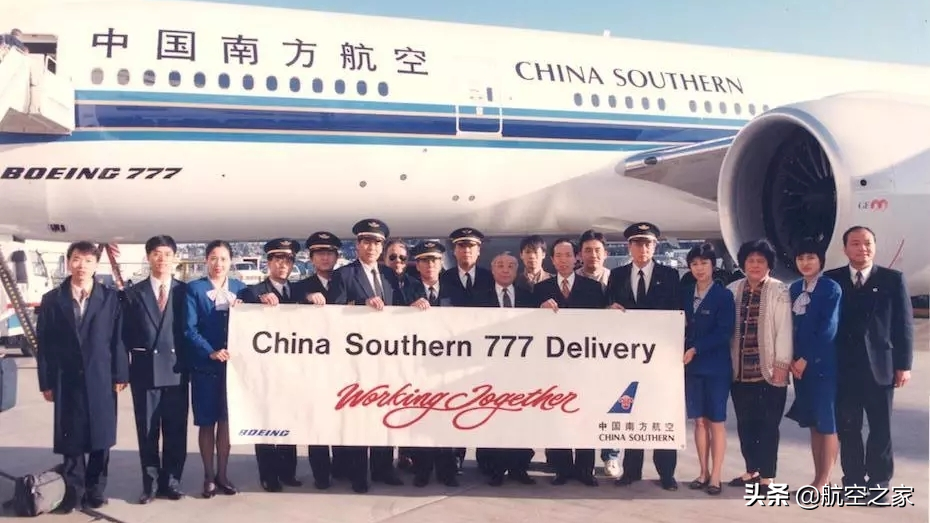 中国南方航空
CHINA SOUTHERN
BOEING 777
GE90
China Southern 777 Delivery
Working Together
BOEING
中国南方航空
CHINA SOUTHERN
头条 @航空之家